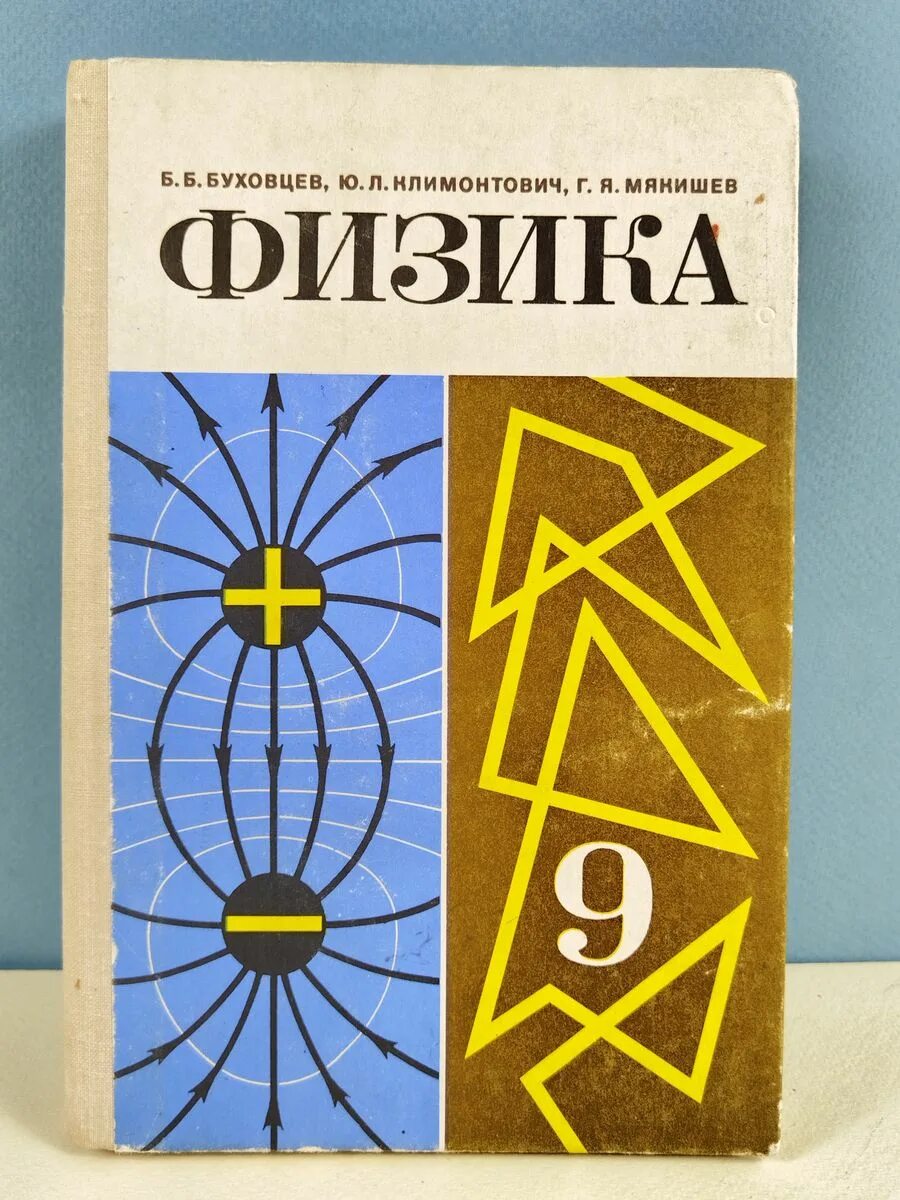 Б. Б. БУХОВЦЕВ, Ю. Л. КЛИМОНТОВИЧ, Г. Я. МЯКИШЕВ
ФИЗИКА
9